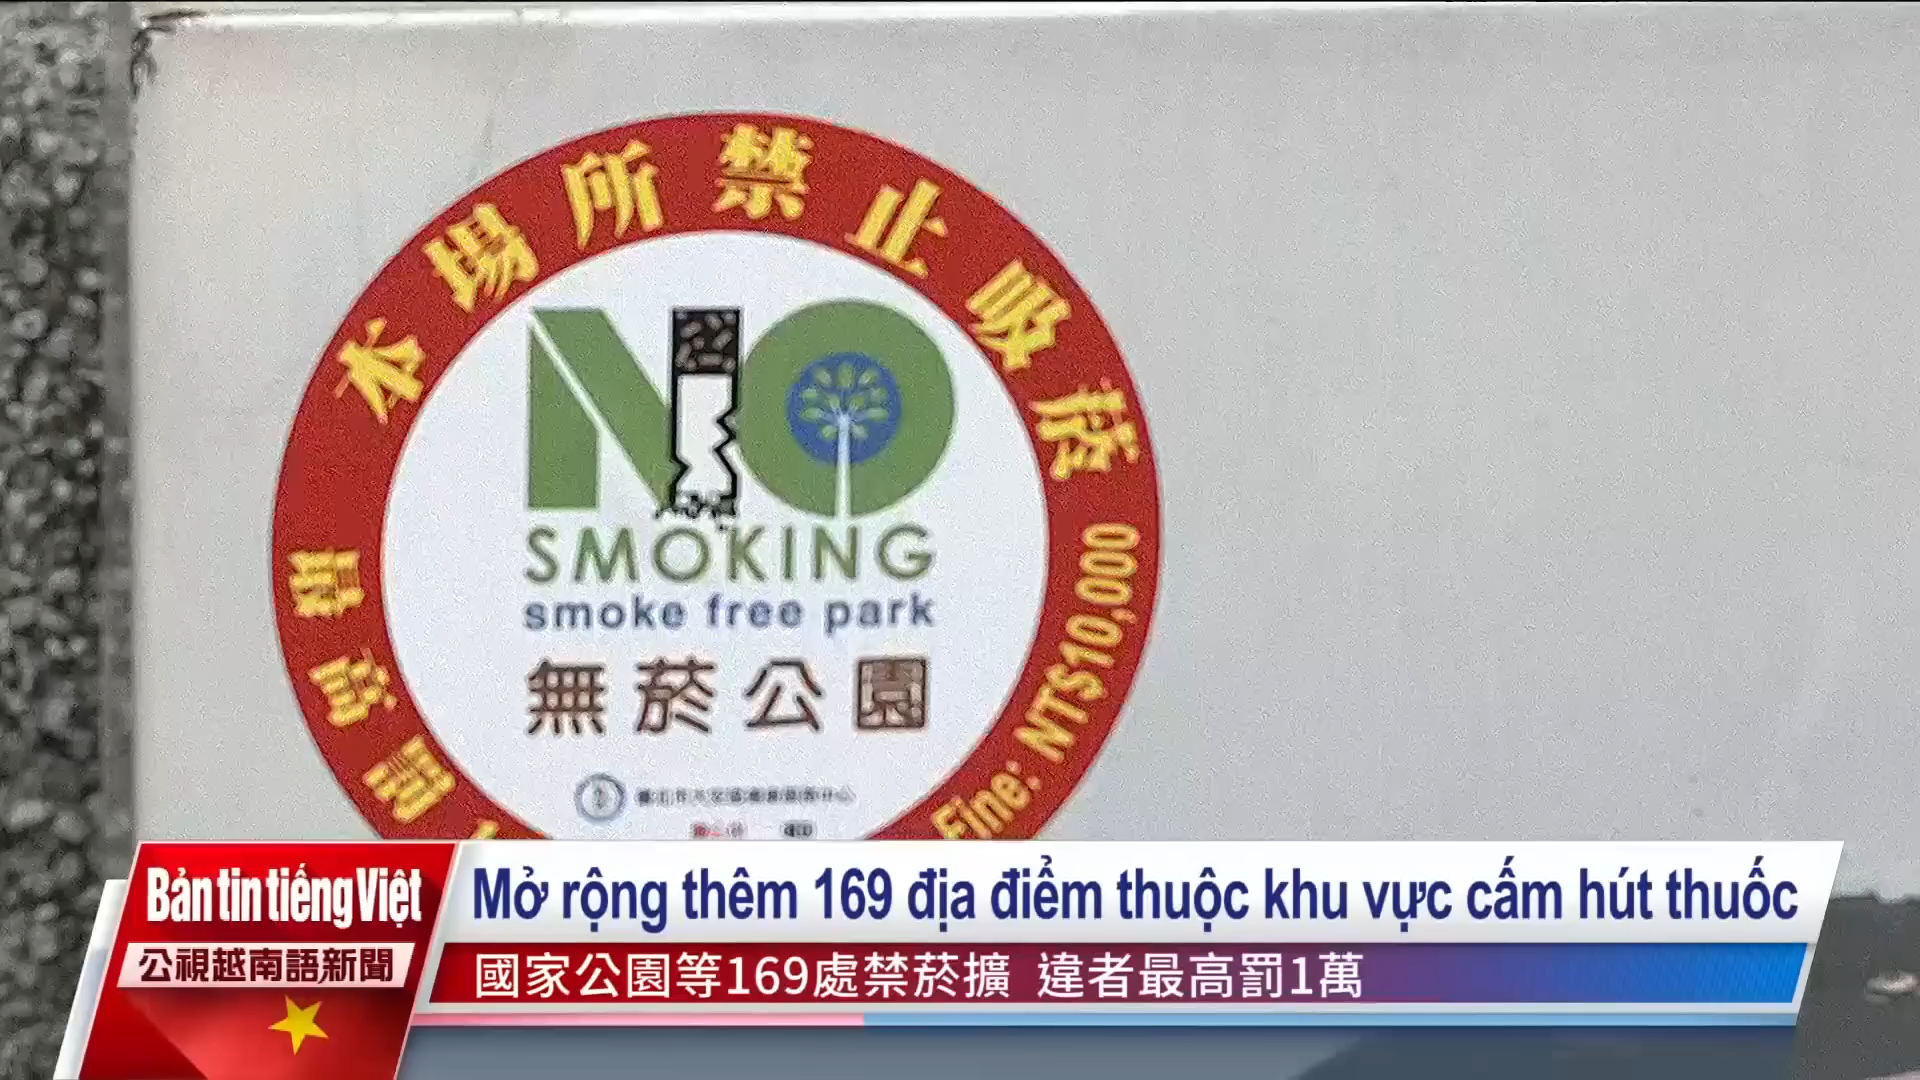 本場所禁止吸菸
NO
SMOKING
smoke free park
無菸公園
Fine: NT$10,000
Bản tin tiếng Việt
公視越南語新聞
Mở rộng thêm 169 địa điểm thuộc khu vực cấm hút thuốc
國家公園等169處禁菸擴 違者最高罰1萬